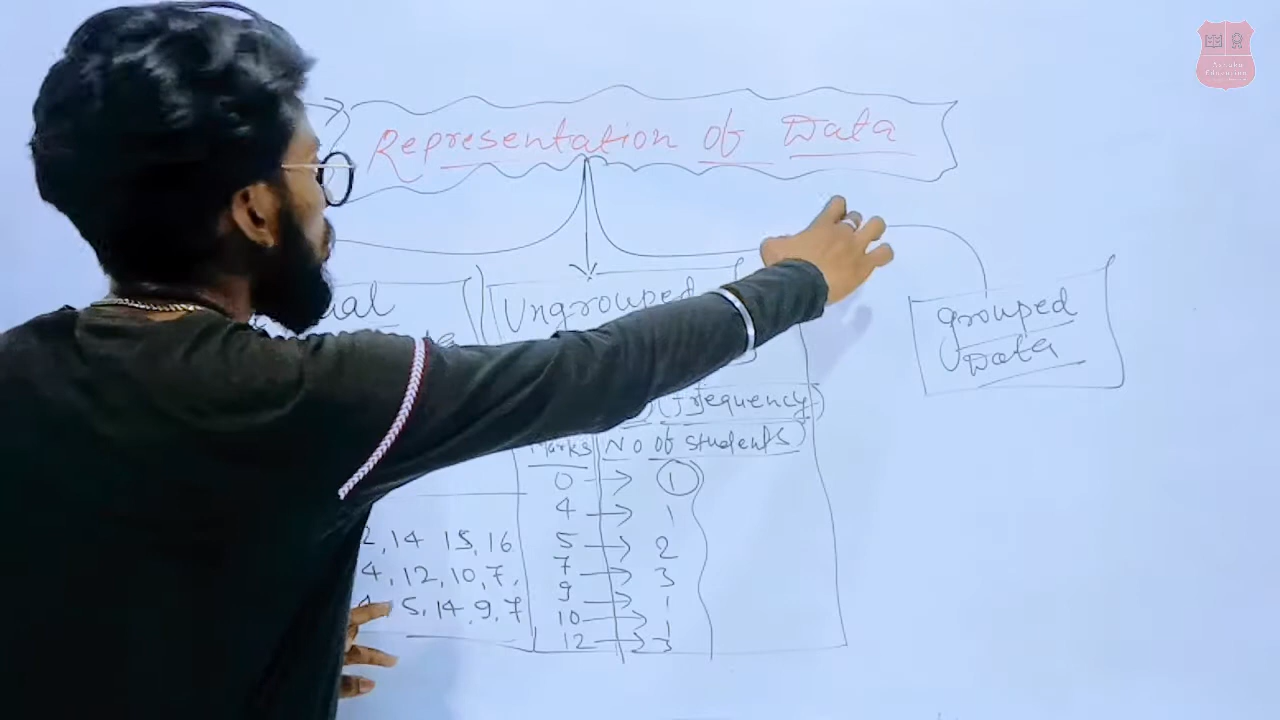 Representation of Data
Ungrouped
grouped
Data
(frequency)
Marks No of students
0 → 1
4 → 1
5 → 2
7 → 3
9 → 1
10 → 1
12 → 3
14 15, 16
4, 12, 10, 7,
5, 14, 9, 7
Education